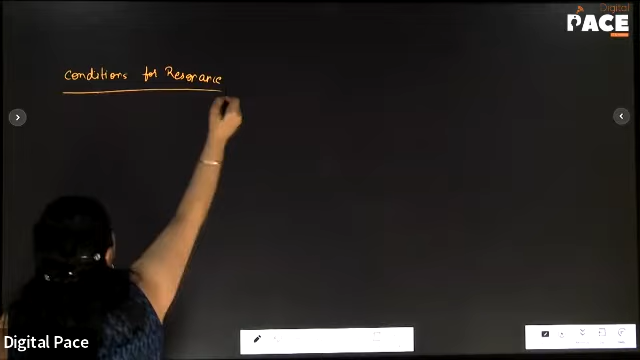 Digital
PACE
Conditions for Resonance
Digital Pace